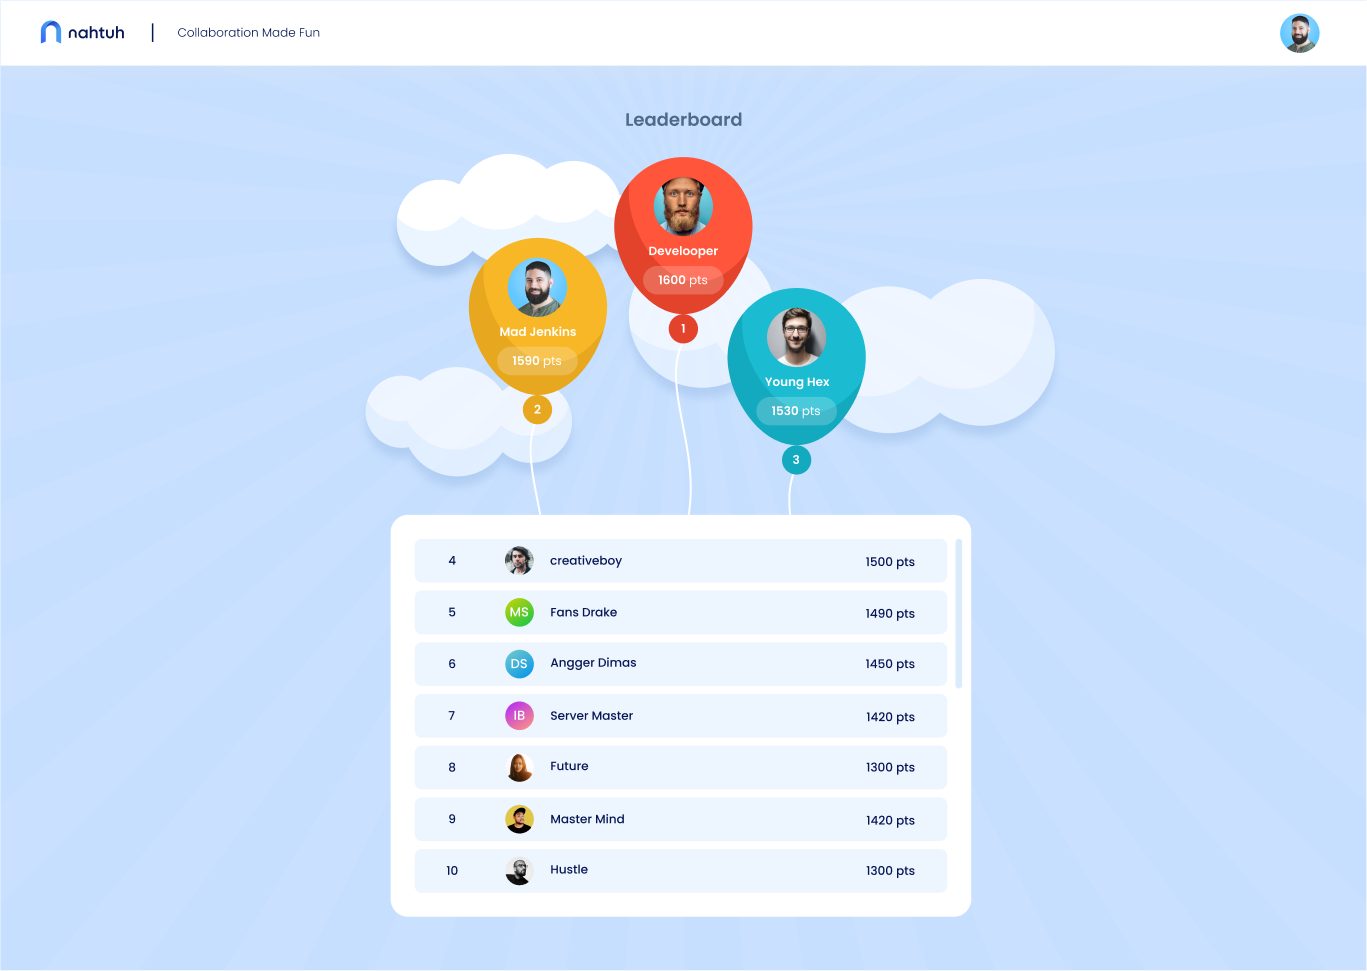 nahtuh
Collaboration Made Fun
Leaderboard
Develooper
1600 pts
1
Mad Jenkins
1590 pts
2
Young Hex
1530 pts
3
4 creativeboy 1500 pts
5 MS Fans Drake 1490 pts
6 DS Angger Dimas 1450 pts
7 IB Server Master 1420 pts
8 Future 1300 pts
9 Master Mind 1420 pts
10 Hustle 1300 pts